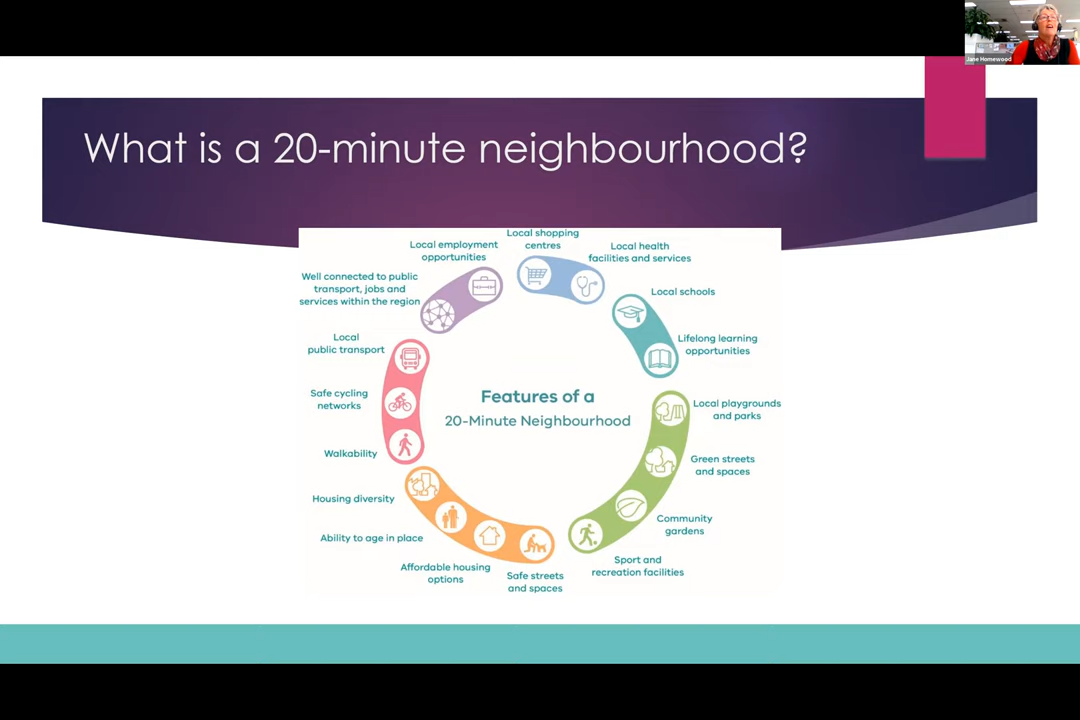 Jane Homewood
What is a 20-minute neighbourhood?
Local shopping
centres
Local health
facilities and services
Local schools
Lifelong learning
opportunities
Local playgrounds
and parks
Green streets
and spaces
Community
gardens
Sport and
recreation facilities
Safe streets
and spaces
Affordable housing
options
Ability to age in place
Housing diversity
Walkability
Safe cycling
networks
Local
public transport
Well connected to public
transport, jobs and
services within the region
Local employment
opportunities
Features of a
20-Minute Neighbourhood